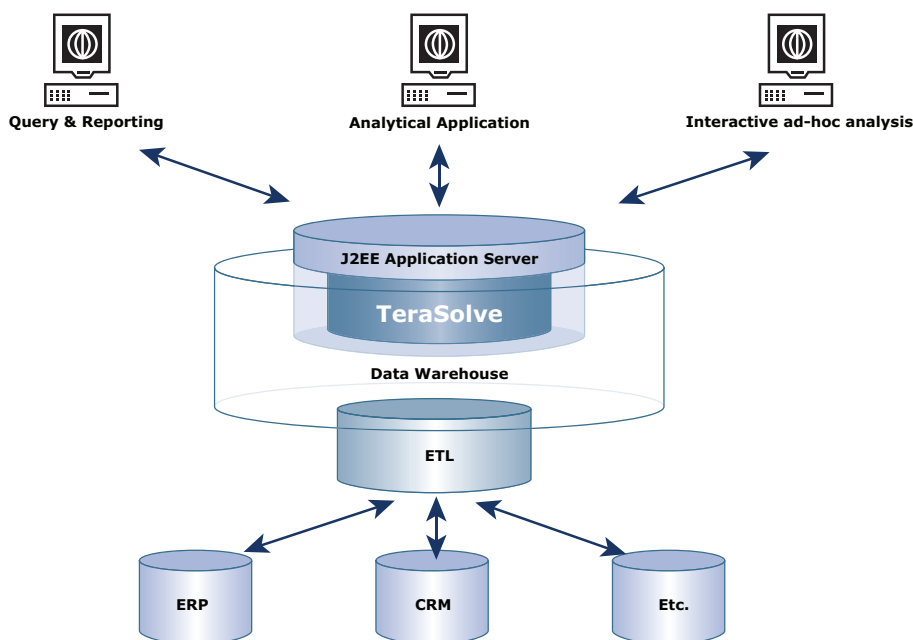 Query & Reporting
Analytical Application
Interactive ad-hoc analysis
J2EE Application Server
TeraSolve
Data Warehouse
ETL
ERP
CRM
Etc.